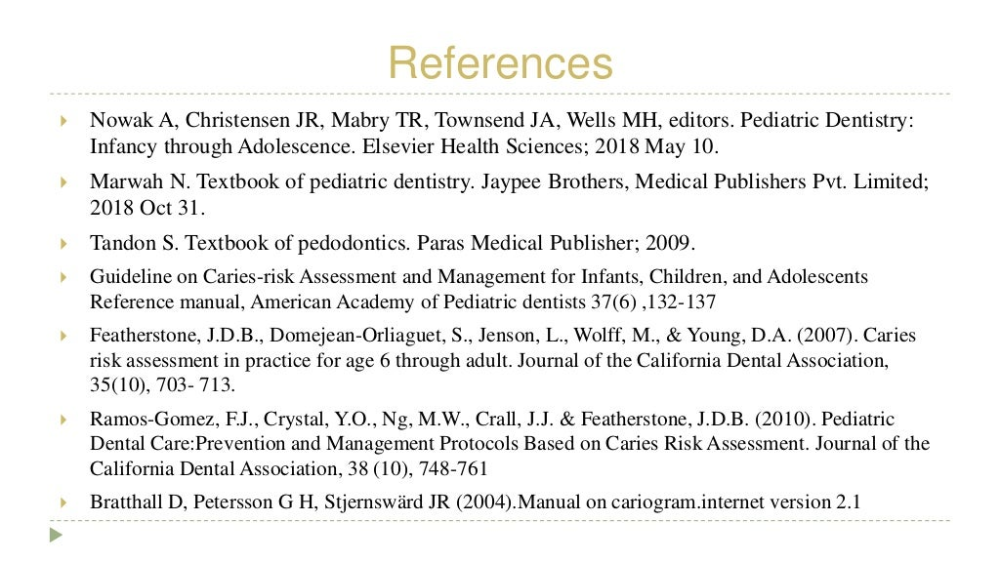 References
Nowak A, Christensen JR, Mabry TR, Townsend JA, Wells MH, editors. Pediatric Dentistry:
Infancy through Adolescence. Elsevier Health Sciences; 2018 May 10.
Marwah N. Textbook of pediatric dentistry. Jaypee Brothers, Medical Publishers Pvt. Limited;
2018 Oct 31.
Tandon S. Textbook of pedodontics. Paras Medical Publisher; 2009.
Guideline on Caries-risk Assessment and Management for Infants, Children, and Adolescents
Reference manual, American Academy of Pediatric dentists 37(6) ,132-137
Featherstone, J.D.B., Domejean-Orliaguet, S., Jenson, L., Wolff, M., & Young, D.A. (2007). Caries
risk assessment in practice for age 6 through adult. Journal of the California Dental Association,
35(10), 703- 713.
Ramos-Gomez, F.J., Crystal, Y.O., Ng, M.W., Crall, J.J. & Featherstone, J.D.B. (2010). Pediatric
Dental Care:Prevention and Management Protocols Based on Caries Risk Assessment. Journal of the
California Dental Association, 38 (10), 748-761
Bratthall D, Petersson G H, Stjernswärd JR (2004).Manual on cariogram.internet version 2.1